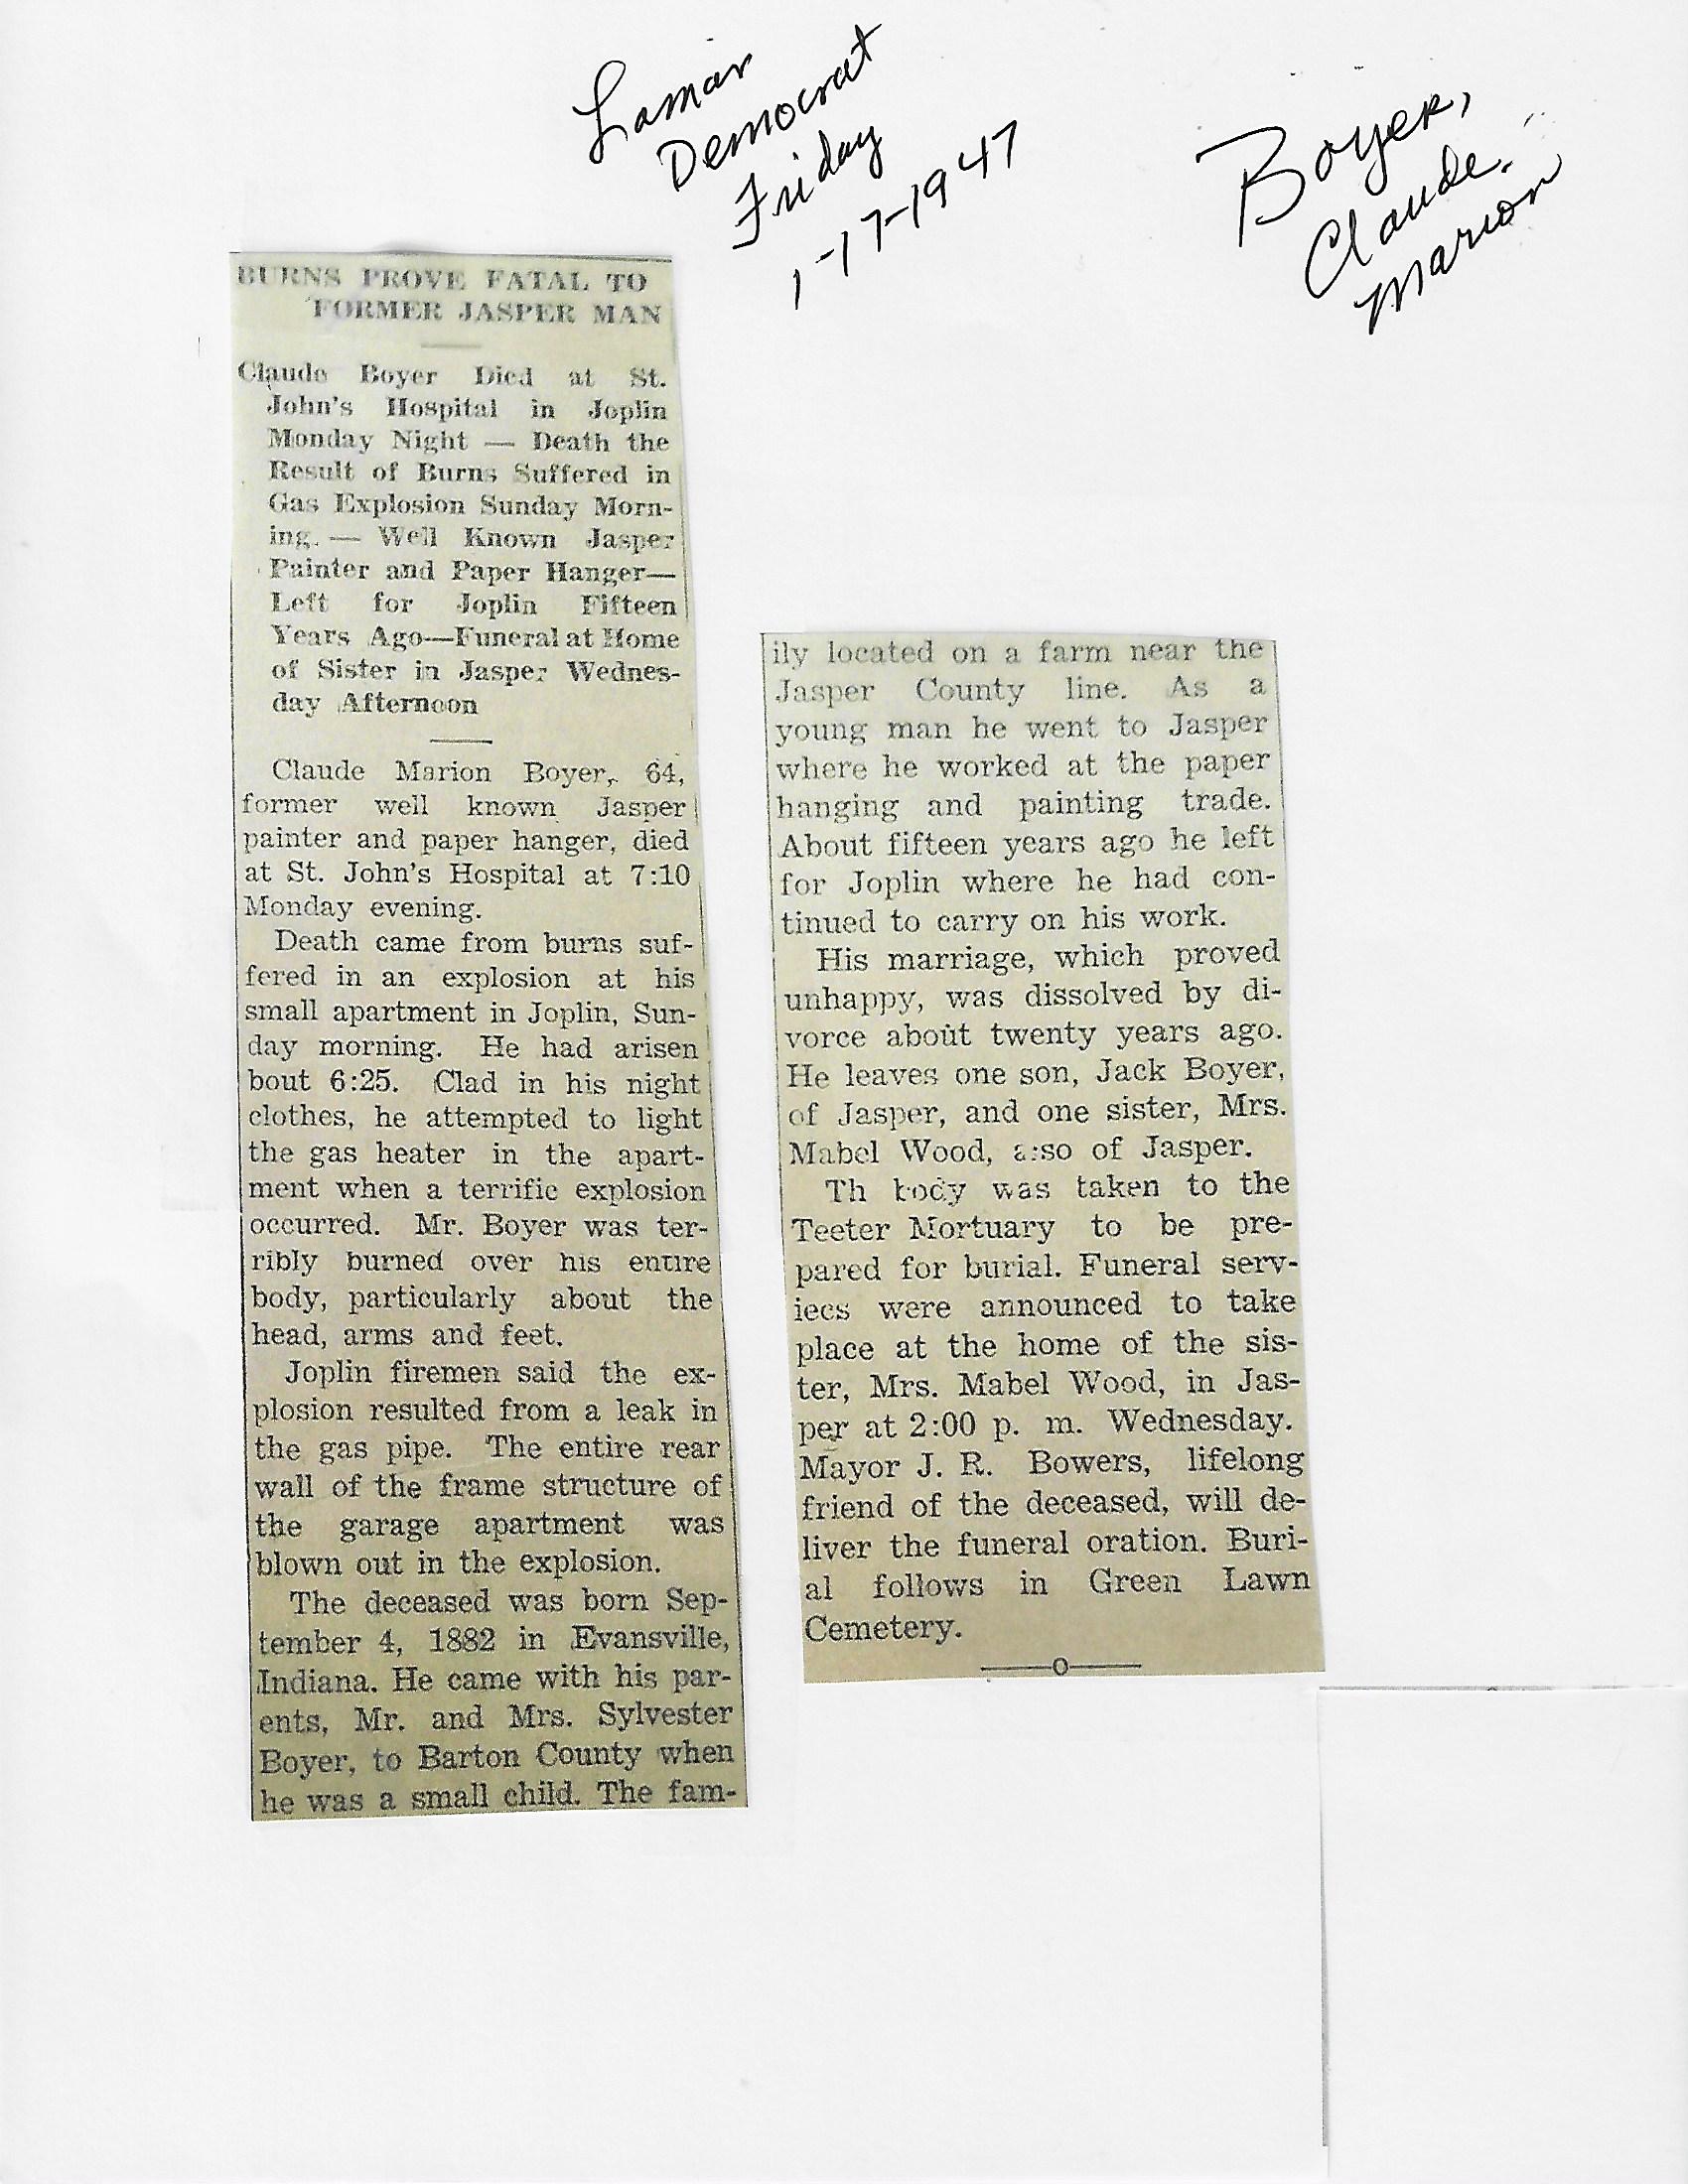 Lamar
Democrat
Friday
1-17-1947
Boyer,
Claude
Marion
BURNS PROVE FATAL TO
FORMER JASPER MAN
Claude Boyer Died at St.
John's Hospital in Joplin
Monday Night — Death the
Result of Burns Suffered in
Gas Explosion Sunday Morn-
ing. — Well Known Jasper
Painter and Paper Hanger—
Left for Joplin Fifteen
Years Ago—Funeral at Home
of Sister in Jasper Wednes-
day Afternoon
Claude Marion Boyer, 64,
former well known Jasper
painter and paper hanger, died
at St. John's Hospital at 7:10
Monday evening.
Death came from burns suf-
fered in an explosion at his
small apartment in Joplin, Sun-
day morning. He had arisen
bout 6:25. Clad in his night
clothes, he attempted to light
the gas heater in the apart-
ment when a terrific explosion
occurred. Mr. Boyer was ter-
ribly burned over his entire
body, particularly about the
head, arms and feet.
Joplin firemen said the ex-
plosion resulted from a leak in
the gas pipe. The entire rear
wall of the frame structure of
the garage apartment was
blown out in the explosion.
The deceased was born Sep-
tember 4, 1882 in Evansville,
Indiana. He came with his par-
ents, Mr. and Mrs. Sylvester
Boyer, to Barton County when
he was a small child. The fam-
ily located on a farm near the
Jasper County line. As a
young man he went to Jasper
where he worked at the paper
hanging and painting trade.
About fifteen years ago he left
for Joplin where he had con-
tinued to carry on his work.
His marriage, which proved
unhappy, was dissolved by di-
vorce about twenty years ago.
He leaves one son, Jack Boyer,
of Jasper, and one sister, Mrs.
Mabel Wood, also of Jasper.
Th body was taken to the
Teeter Mortuary to be pre-
pared for burial. Funeral serv-
iecs were announced to take
place at the home of the sis-
ter, Mrs. Mabel Wood, in Jas-
per at 2:00 p. m. Wednesday.
Mayor J. R. Bowers, lifelong
friend of the deceased, will de-
liver the funeral oration. Buri-
al follows in Green Lawn
Cemetery.